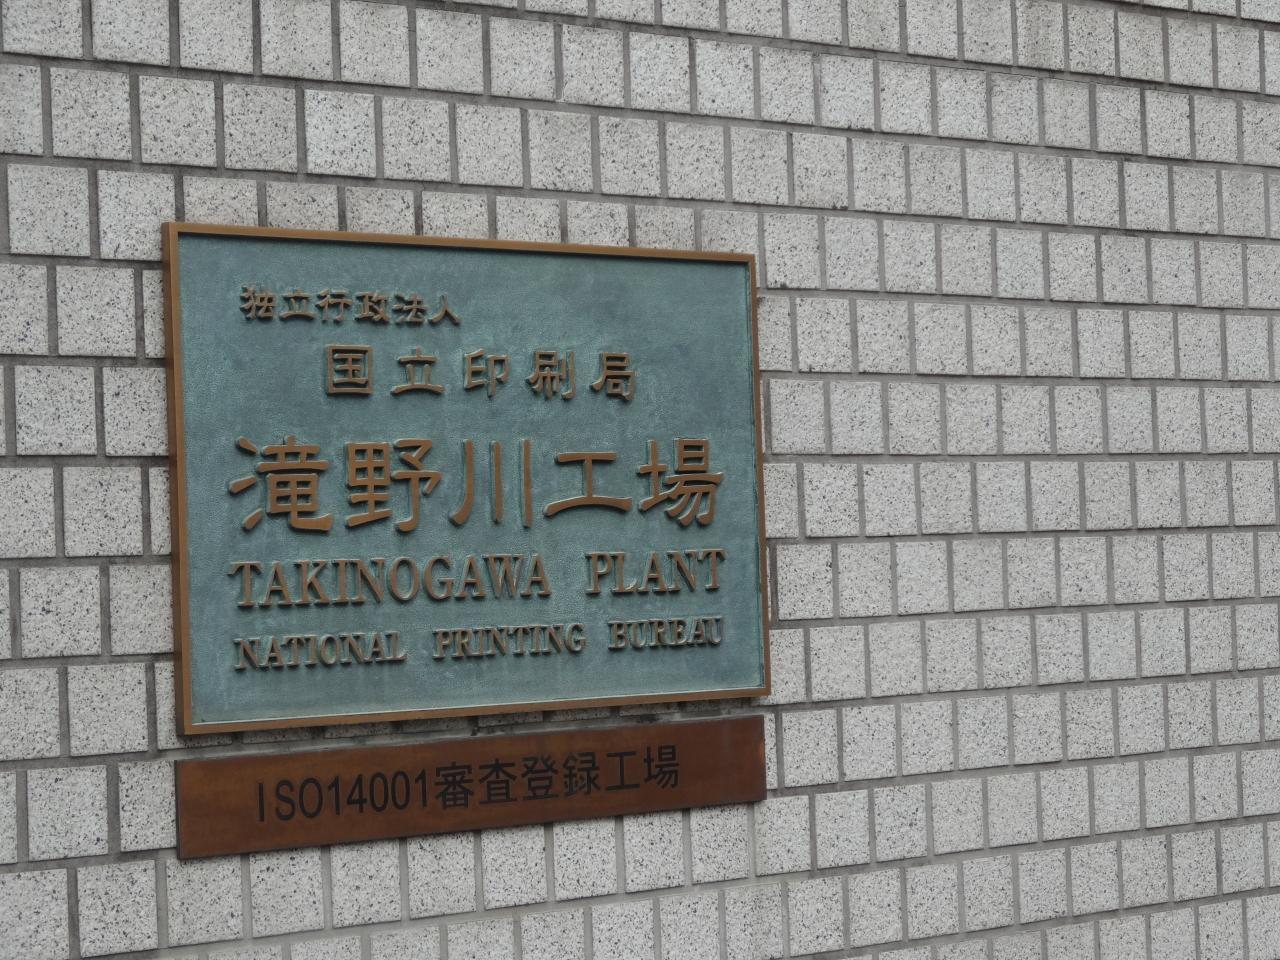 独立行政法人
国立印刷局
滝野川工場
TAKINOGAWA PLANT
NATIONAL PRINTING BUREAU
ISO14001審査登録工場